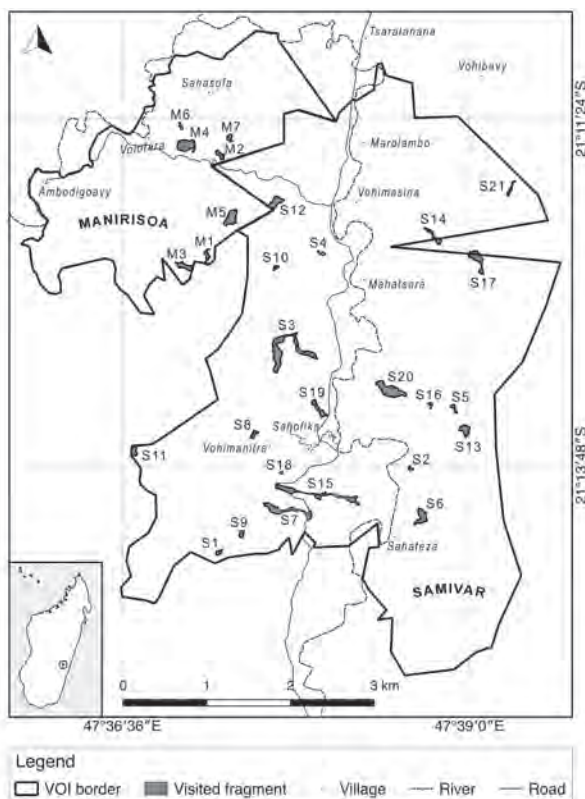 Tsaratanana
Vohibavy
Sahasofa
M6
M4
M7
M2
Volotara
Marolambo
Ambodigoavy
Vohimasina
S21
MANIRISOA
M5
S12
S14
M1
M3
S10
S4
S17
Mahatsara
S3
S20
S19
S16
S5
S8
Sahofika
S13
Vohimanitra
S11
S18
S2
S15
S7
S6
S9
S1
Sahateza
SAMIVAR
0 1 2 3 km
21°11'24"S
21°13'48"S
47°36'36"E 47°39'0"E
Legend
VOI border Visited fragment Village River Road